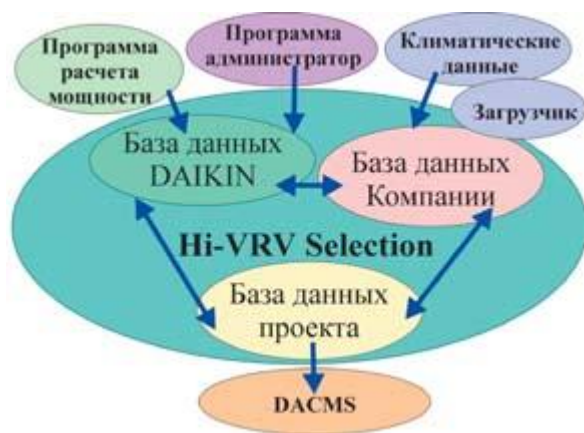 Программа
расчета
мощности
Программа
администратор
Климатические
данные
Загрузчик
База данных
DAIKIN
База данных
Компании
Hi-VRV Selection
База данных
проекта
DACMS